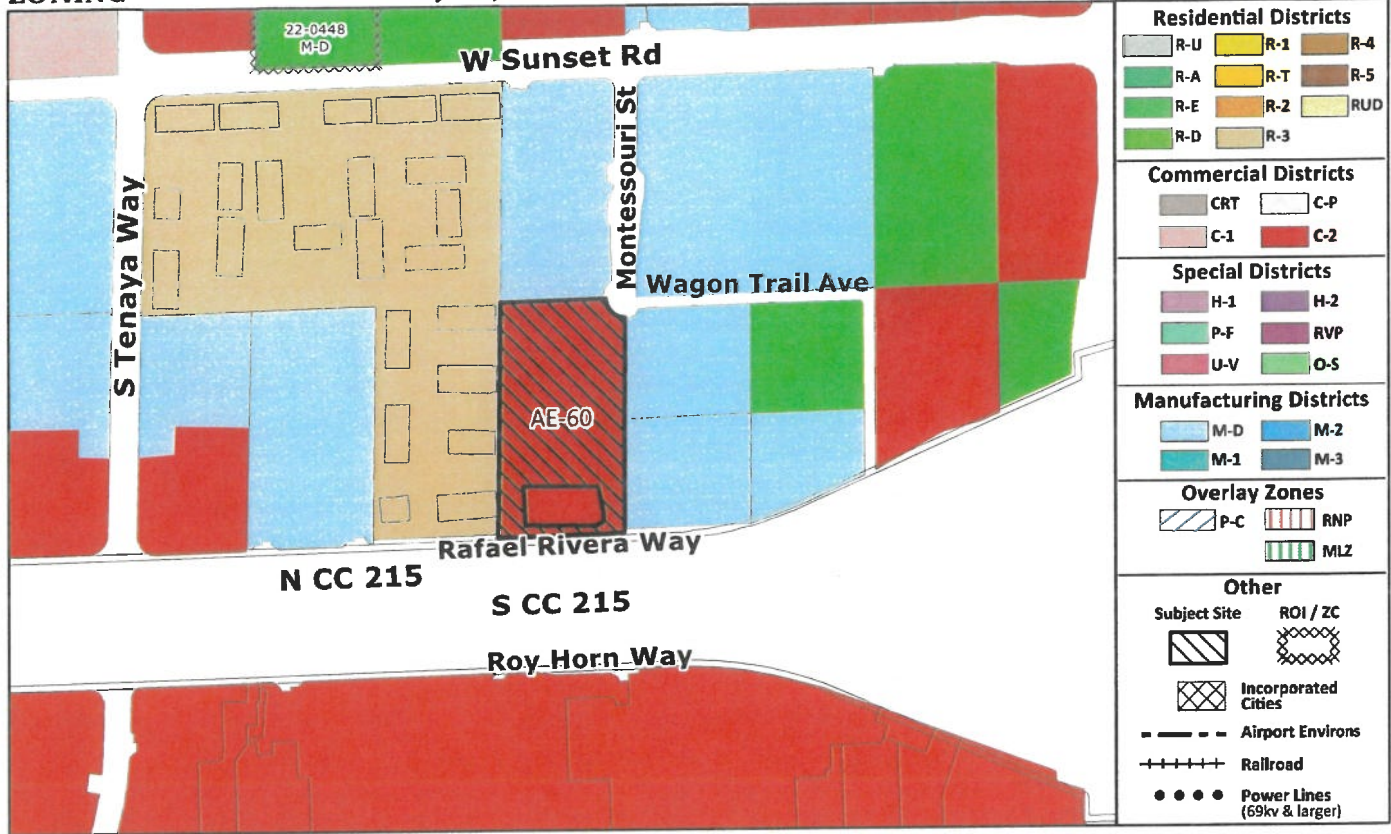 22-0448
M-D
W Sunset Rd
S Tenaya Way
Montessouri St
Wagon Trail Ave
AE-60
Rafael Rivera Way
N CC 215
S CC 215
Roy Horn Way
Residential Districts
R-U R-1 R-4
R-A R-T R-5
R-E R-2 RUD
R-D R-3
Commercial Districts
CRT C-P
C-1 C-2
Special Districts
H-1 H-2
P-F RVP
U-V O-S
Manufacturing Districts
M-D M-2
M-1 M-3
Overlay Zones
P-C RNP
MLZ
Other
Subject Site ROI / ZC
Incorporated
Cities
Airport Environs
Railroad
Power Lines
(69kv & larger)